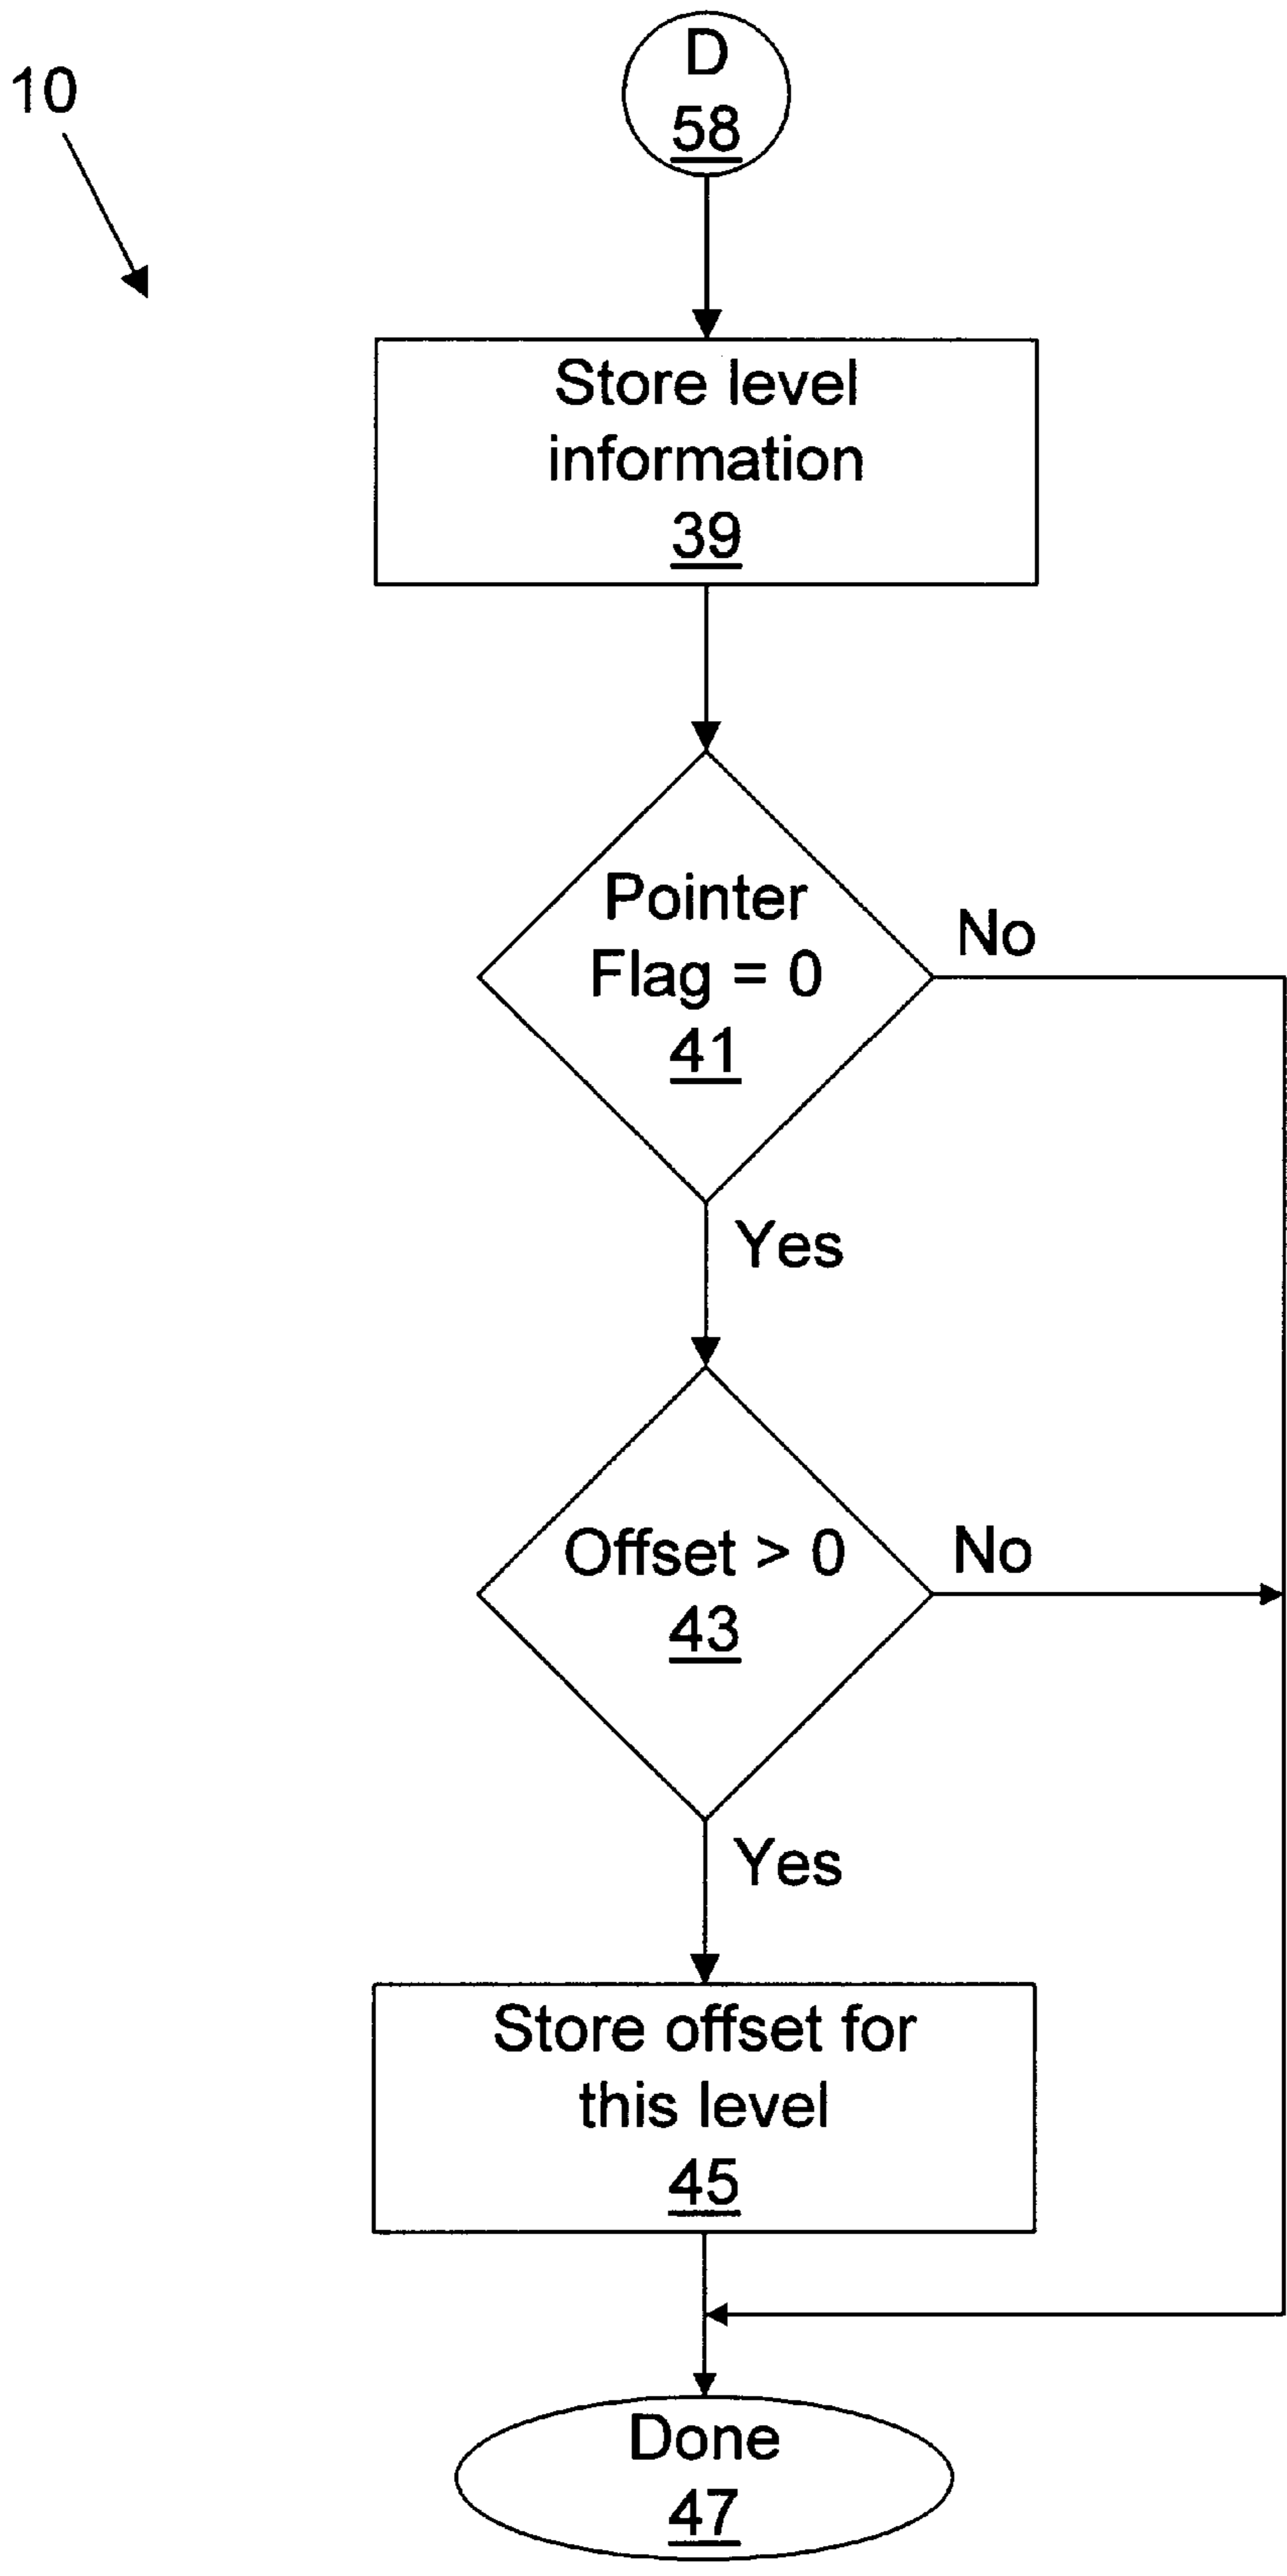 10
D
58
Store level
information
39
Pointer
Flag = 0
41
No
Yes
Offset > 0
43
No
Yes
Store offset for
this level
45
Done
47